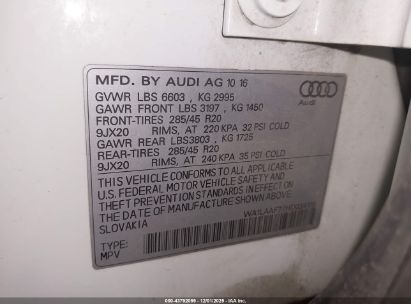 MFD. BY AUDI AG 10 16
GVWR LBS 6603 , KG 2995
GAWR FRONT LBS 3197 , KG 1450
FRONT-TIRES 285/45 R20
9JX20 RIMS, AT 220 KPA 32 PSI COLD
GAWR REAR LBS3803 , KG 1725
REAR-TIRES 285/45 R20
9JX20 RIMS, AT 240 KPA 35 PSI COLD
THIS VEHICLE CONFORMS TO ALL APPLICABLE
U.S. FEDERAL MOTOR VEHICLE SAFETY AND
THEFT PREVENTION STANDARDS IN EFFECT ON
THE DATE OF MANUFACTURE SHOWN ABOVE.
SLOVAKIA
TYPE:
MPV
Audi